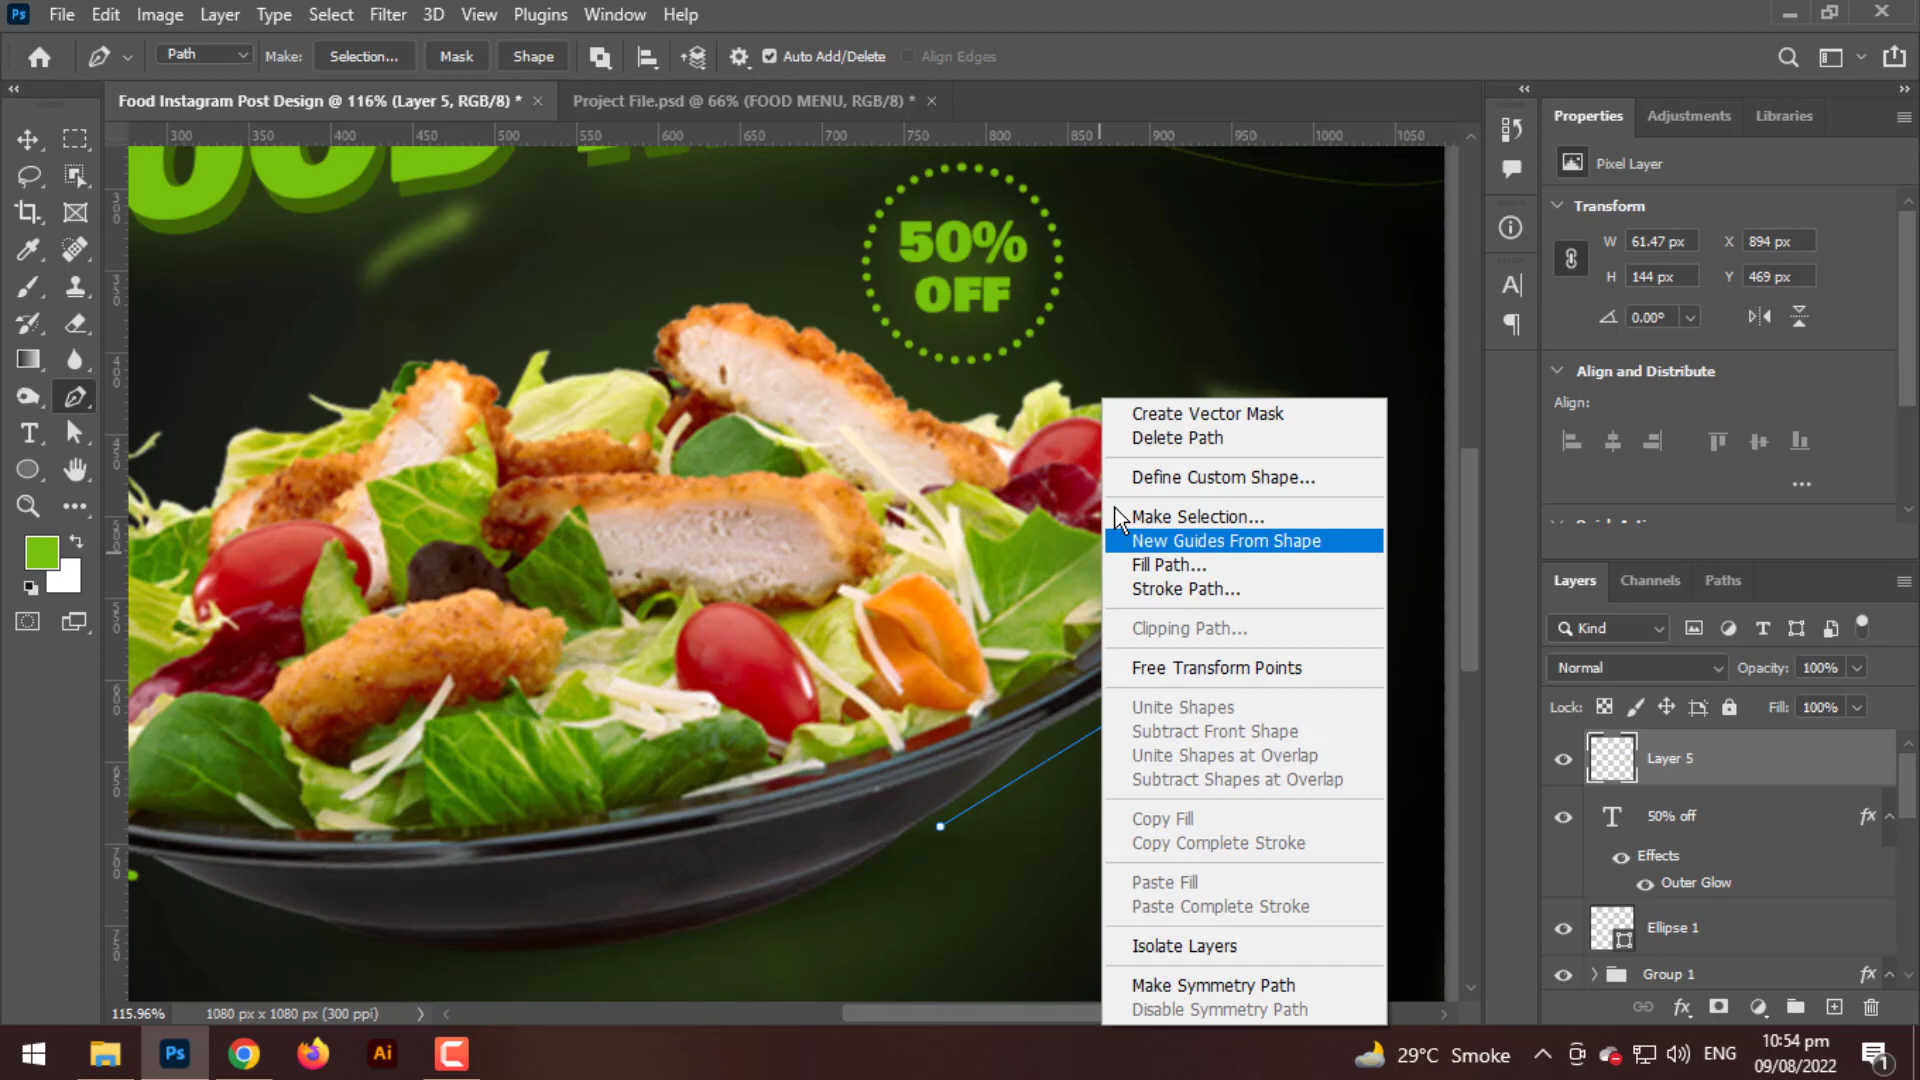 Ps File Edit Image Layer Type Select Filter 3D View Plugins Window Help
Path Make: Selection... Mask Shape Auto Add/Delete Align Edges
Food Instagram Post Design @ 116% (Layer 5, RGB/8) * Project File.psd @ 66% (FOOD MENU, RGB/8) *
300 350 400 450 500 550 600 650 700 750 800 850 900 950 1000 1050
50%
OFF
Create Vector Mask
Delete Path
Define Custom Shape...
Make Selection...
New Guides From Shape
Fill Path...
Stroke Path...
Clipping Path...
Free Transform Points
Unite Shapes
Subtract Front Shape
Unite Shapes at Overlap
Subtract Shapes at Overlap
Copy Fill
Copy Complete Stroke
Paste Fill
Paste Complete Stroke
Isolate Layers
Make Symmetry Path
Disable Symmetry Path
Properties Adjustments Libraries
Pixel Layer
Transform
W 61.47 px X 894 px
H 144 px Y 469 px
0.00°
Align and Distribute
Align:
Layers Channels Paths
Kind
Normal Opacity: 100%
Lock: Fill: 100%
Layer 5
50% off fx
Effects
Outer Glow
Ellipse 1
Group 1 fx
115.96% 1080 px x 1080 px (300 ppi)
Ps Ai 29°C Smoke ENG 10:54 pm
09/08/2022 1